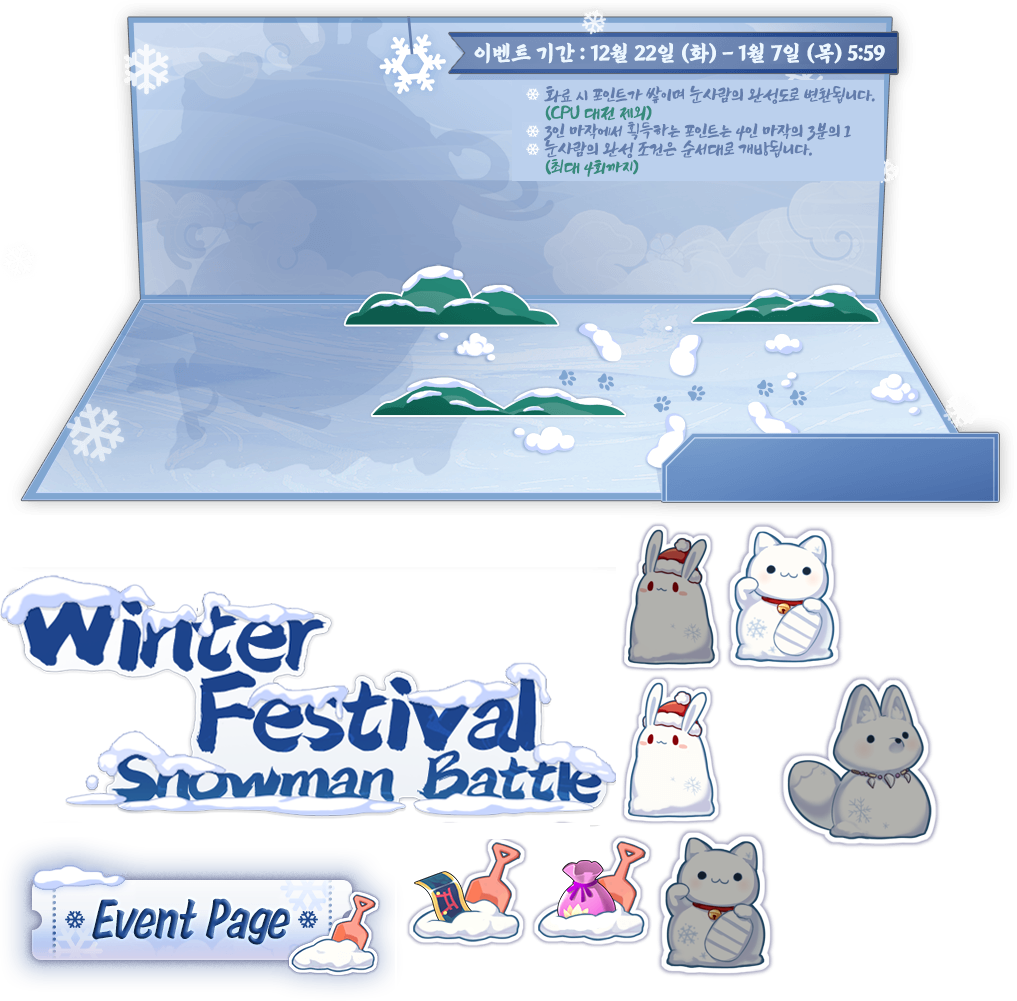 이벤트 기간 : 12월 22일 (화) – 1월 7일 (목) 5:59
화료 시 포인트가 쌓이며 눈사람의 완성도로 변환됩니다.
(CPU 대전 제외)
3인 마작에서 획득하는 포인트는 4인 마작의 3분의 1
눈사람의 완성 조건은 순서대로 개방됩니다.
(최대 4회까지)
Winter
Festival
Snowman Battle
Event Page